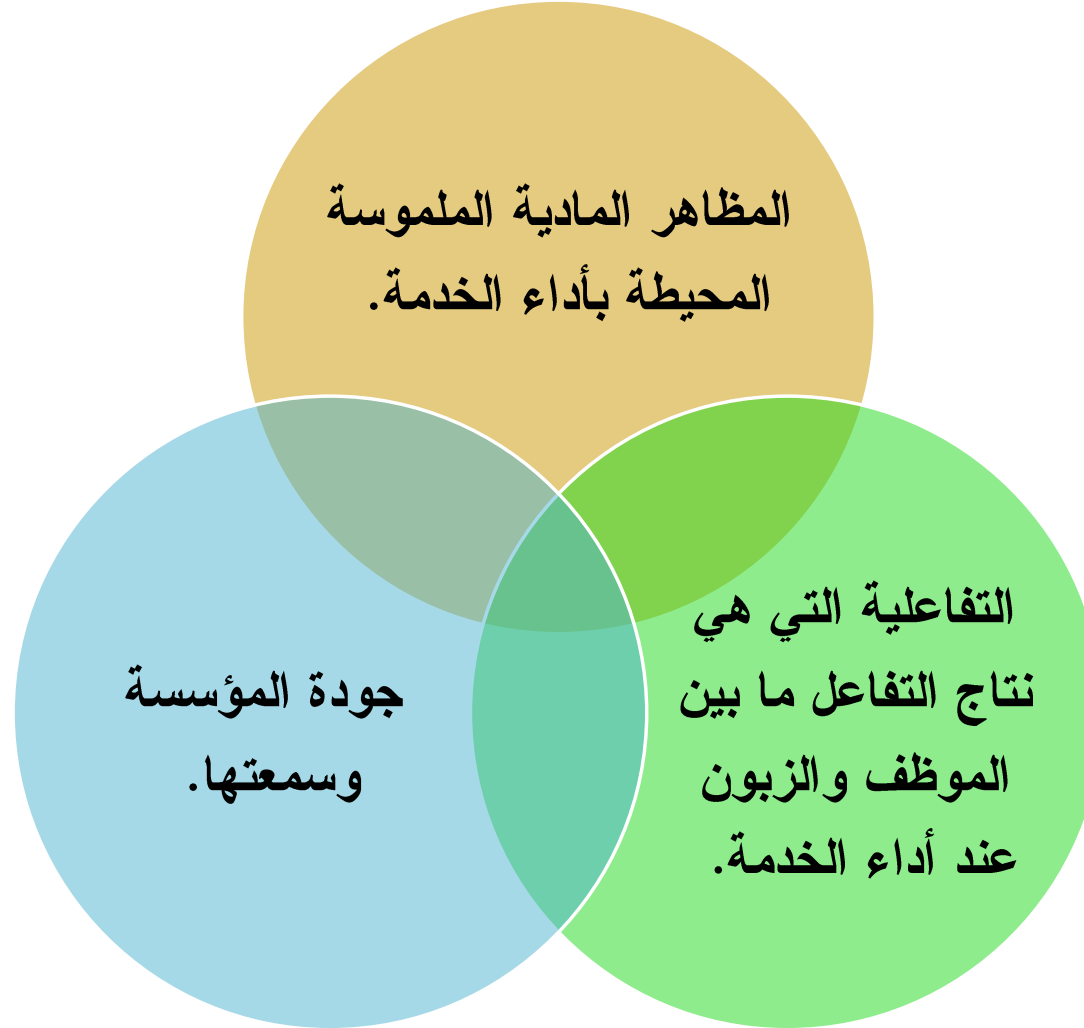 المظاهر المادية الملموسة
المحيطة بأداء الخدمة.
التفاعلية التي هي
نتاج التفاعل ما بين
الموظف والزبون
عند أداء الخدمة.
جودة المؤسسة
وسمعتها.